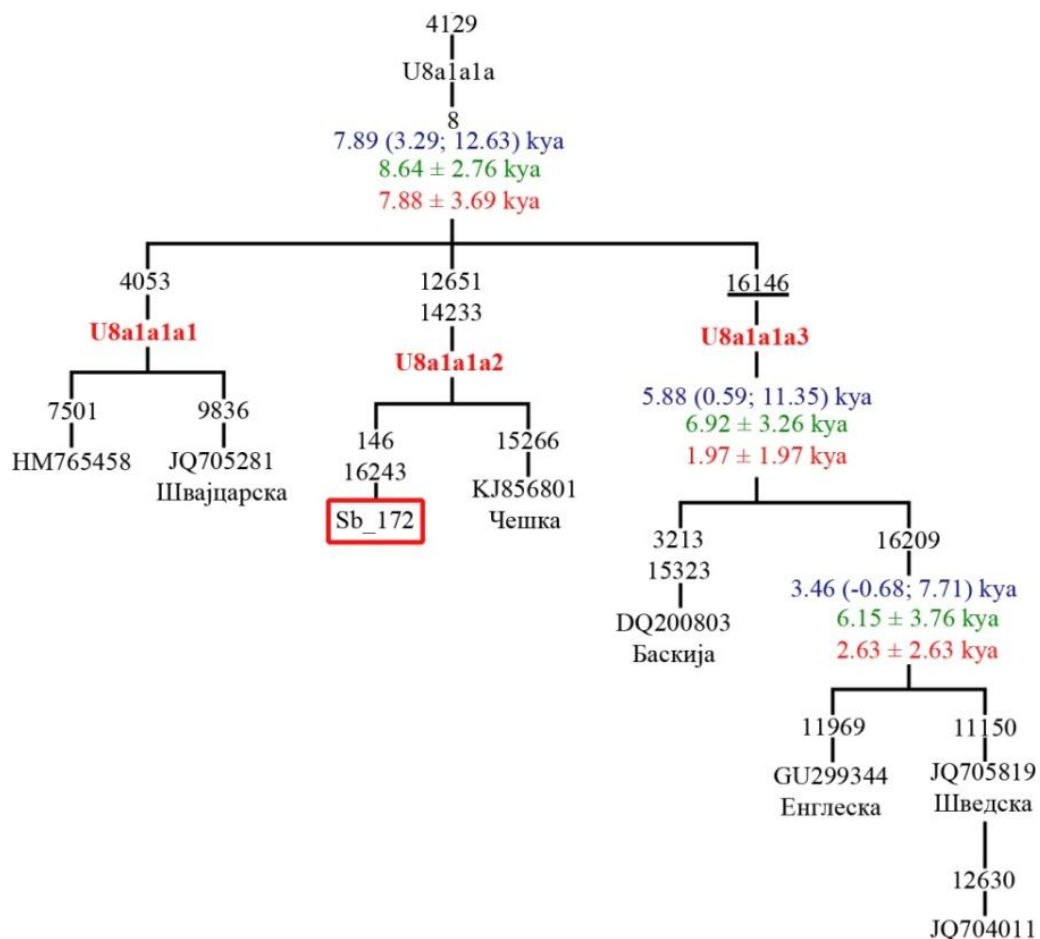 4129
U8a1a1a
8
7.89 (3.29; 12.63) kya
8.64 ± 2.76 kya
7.88 ± 3.69 kya
4053
U8a1a1a1
7501
HM765458
9836
JQ705281
Швајцарска
12651
14233
U8a1a1a2
146
16243
Sb_172
15266
KJ856801
Чешка
16146
U8a1a1a3
5.88 (0.59; 11.35) kya
6.92 ± 3.26 kya
1.97 ± 1.97 kya
3213
15323
DQ200803
Баскија
16209
3.46 (-0.68; 7.71) kya
6.15 ± 3.76 kya
2.63 ± 2.63 kya
11969
GU299344
Енглеска
11150
JQ705819
Шведска
12630
JQ704011